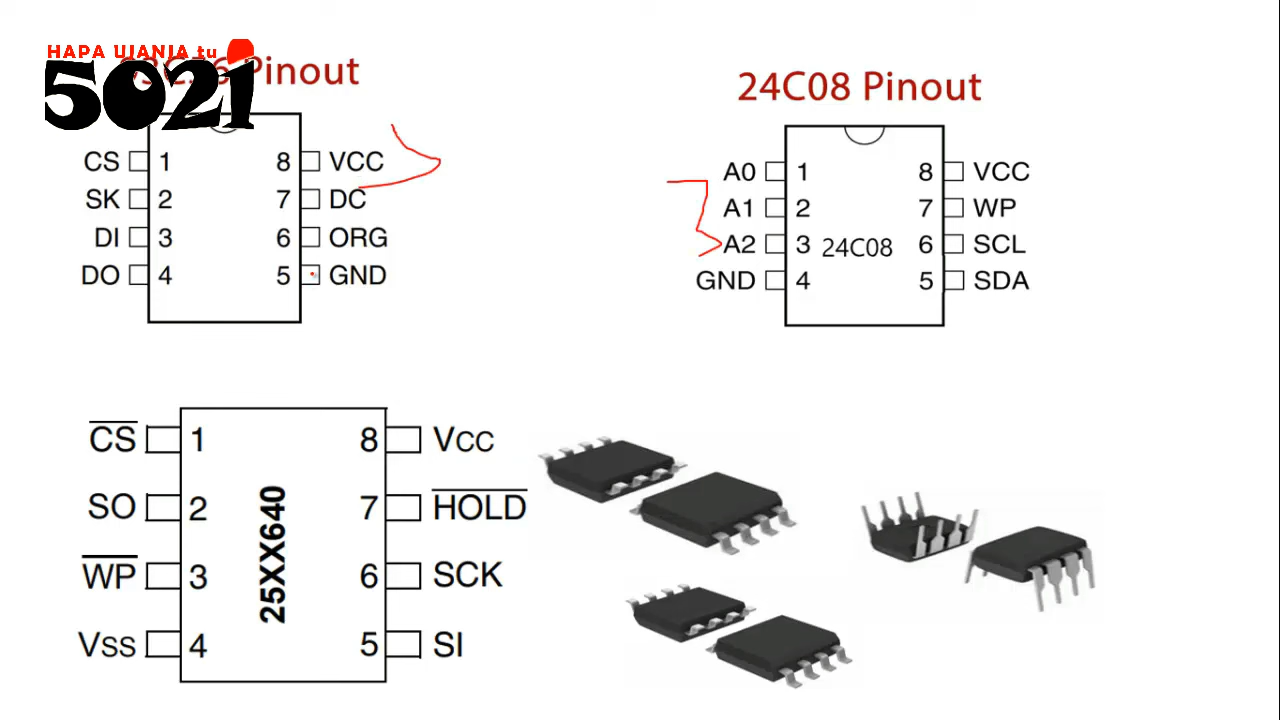 HAPA UJANJA tu
5021
Pinout
CS 1 8 VCC
SK 2 7 DC
DI 3 6 ORG
DO 4 5 GND
24C08 Pinout
A0 1 8 VCC
A1 2 7 WP
A2 3 24C08 6 SCL
GND 4 5 SDA
CS 1 8 VCC
SO 2 7 HOLD
WP 3 6 SCK
VSS 4 5 SI
25XX640